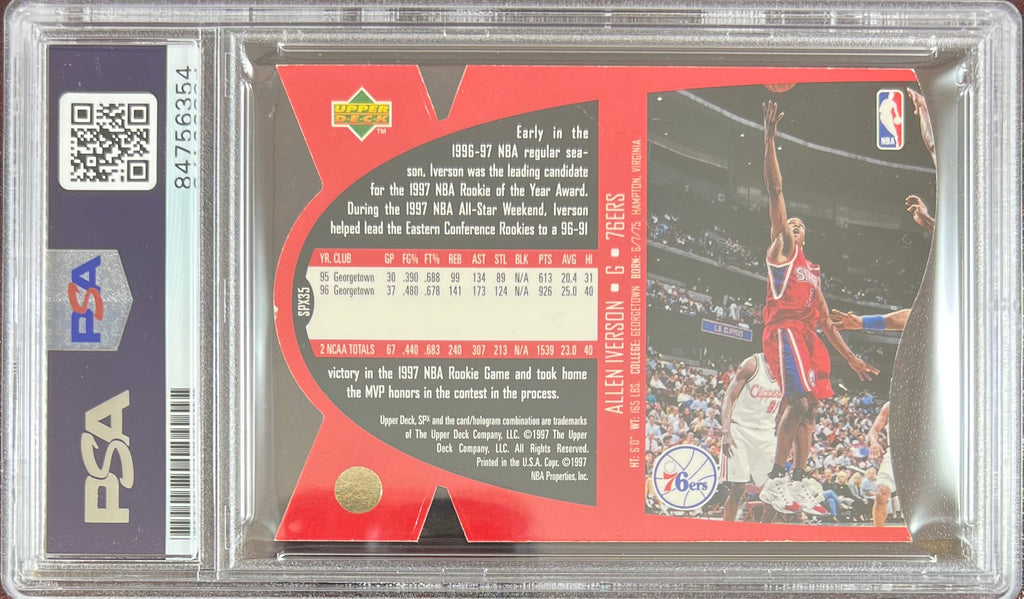 84756354
PSA
PSA
UPPER
DECK
TM
Early in the
1996-97 NBA regular sea-
son, Iverson was the leading candidate
for the 1997 NBA Rookie of the Year Award.
During the 1997 NBA All-Star Weekend, Iverson
helped lead the Eastern Conference Rookies to a 96-91
YR. CLUB GP FG% FT% REB AST STL BLK PTS AVG HI
95 Georgetown 30 .390 .688 99 134 89 N/A 613 20.4 31
96 Georgetown 37 .480 .678 141 173 124 N/A 926 25.0 40
2 NCAA TOTALS 67 .440 .683 240 307 213 N/A 1539 23.0 40
SPX35
victory in the 1997 NBA Rookie Game and took home
the MVP honors in the contest in the process.
Upper Deck, SPx and the card/hologram combination are trademarks
of The Upper Deck Company, LLC. ©1997 The Upper
Deck Company, LLC. All Rights Reserved.
Printed in the U.S.A. Copr. ©1997
NBA Properties, Inc.
ALLEN IVERSON • G • 76ERS
HT: 6'0" WT: 165 LBS. COLLEGE: GEORGETOWN BORN: 6/7/75 HAMPTON, VIRGINIA
NBA
L.A. CLIPPERS
Clippers
76ers